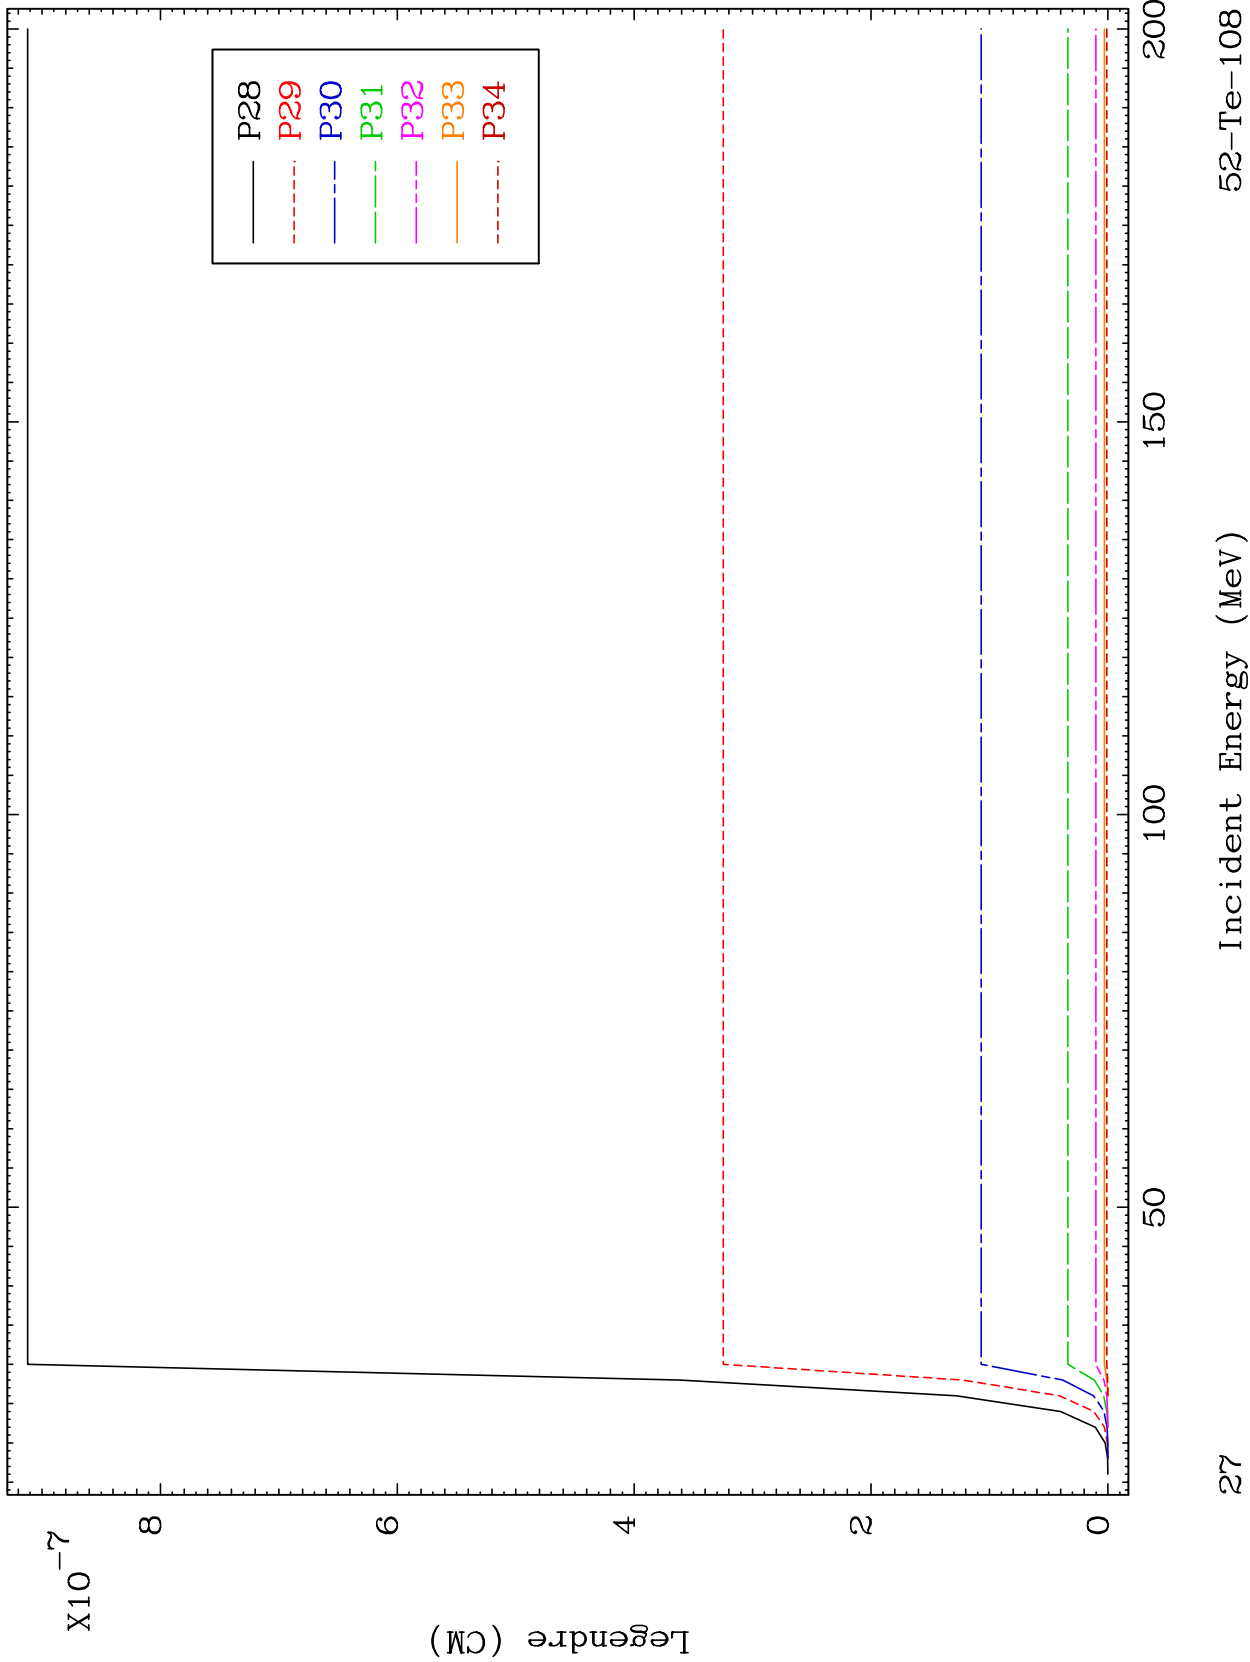 X10⁻⁷
8
6
4
2
0
Legendre (CM)
P28
P29
P30
P31
P32
P33
P34
50
100
150
200
27
Incident Energy (MeV)
52-Te-108